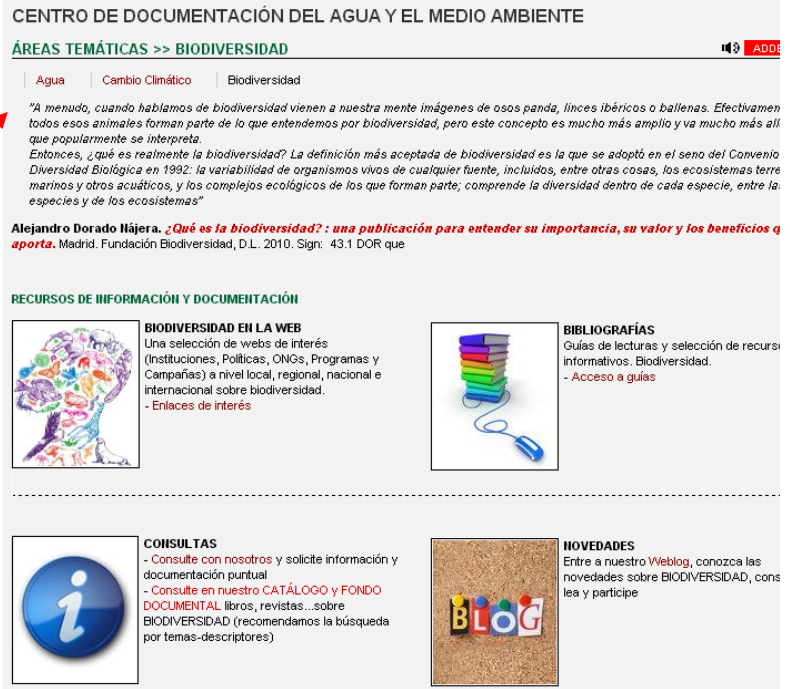 CENTRO DE DOCUMENTACIÓN DEL AGUA Y EL MEDIO AMBIENTE
ÁREAS TEMÁTICAS >> BIODIVERSIDAD
Agua Cambio Climático Biodiversidad
"A menudo, cuando hablamos de biodiversidad vienen a nuestra mente imágenes de osos panda, linces ibéricos o ballenas.
todos esos animales forman parte de lo que entendemos por biodiversidad, pero este concepto es mucho más amplio y va mucho más
que popularmente se interpreta.
Entonces, ¿qué es realmente la biodiversidad? La definición más aceptada de biodiversidad es la que se adoptó en el seno del Convenio
Diversidad Biológica en 1992: la variabilidad de organismos vivos de cualquier fuente, incluidos, entre otras cosas, los ecosistemas
marinos y otros acuáticos, y los complejos ecológicos de los que forman parte; comprende la diversidad dentro de cada especie, entre
especies y de los ecosistemas"
Alejandro Dorado Nájera. ¿Qué es la biodiversidad? : una publicación para entender su importancia, su valor y los beneficios
aporta. Madrid. Fundación Biodiversidad, D.L. 2010. Sign: 43.1 DOR que
RECURSOS DE INFORMACIÓN Y DOCUMENTACIÓN
BIODIVERSIDAD EN LA WEB
Una selección de webs de interés
(Instituciones, Políticas, ONGs, Programas y
Campañas) a nivel local, regional, nacional e
internacional sobre biodiversidad.
- Enlaces de interés
BIBLIOGRAFÍAS
Guías de lecturas y selección de
informativos. Biodiversidad.
- Acceso a guías
CONSULTAS
- Consulte con nosotros y solicite información y
documentación puntual
- Consulte en nuestro CATÁLOGO y FONDO
DOCUMENTAL libros, revistas...sobre
BIODIVERSIDAD (recomendamos la búsqueda
por temas-descriptores)
BLOG
NOVEDADES
Entre a nuestro Weblog, conozca las
novedades sobre BIODIVERSIDAD,
lea y participe